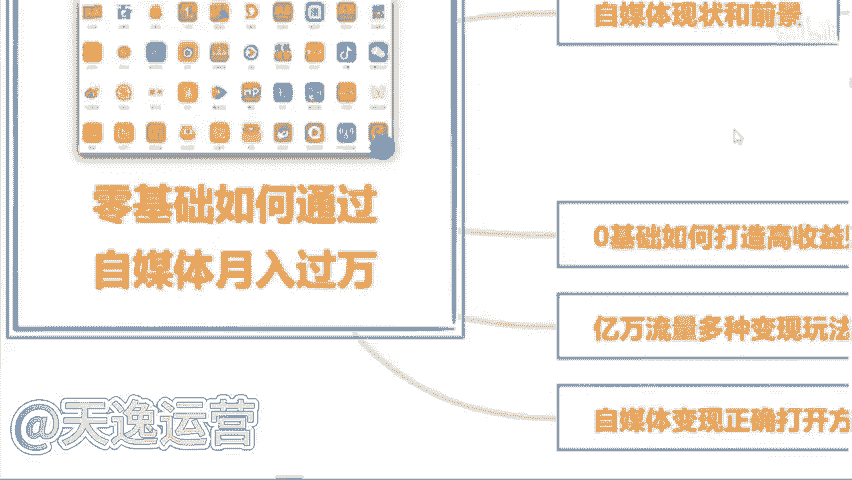 自媒体现状和前景
零基础如何通过
自媒体月入过万
0基础如何打造高收益
亿万流量多种变现玩法
自媒体变现正确打开方
@天逸运营